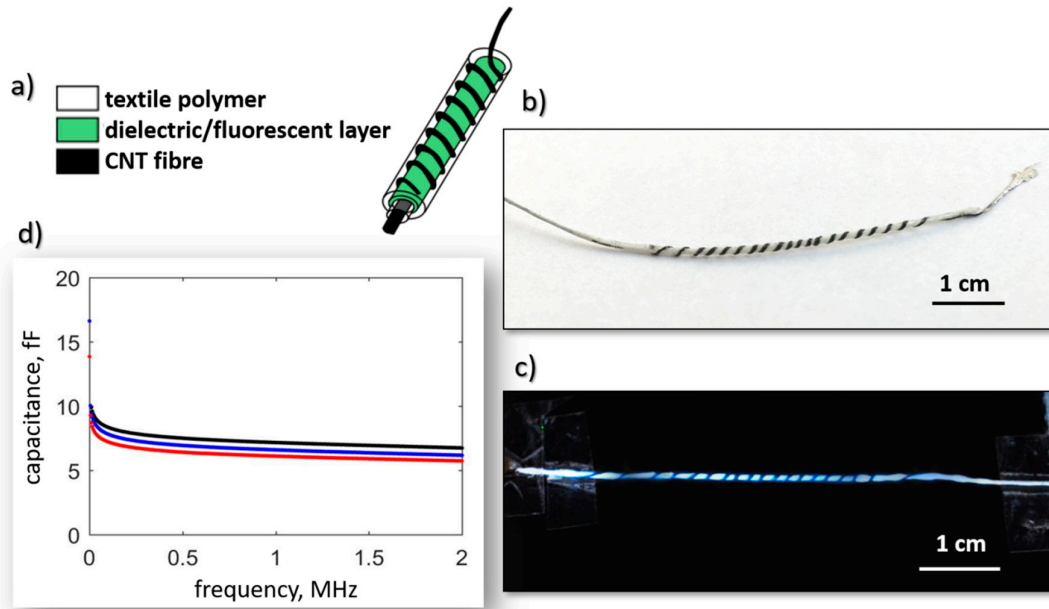 a)
textile polymer
dielectric/fluorescent layer
CNT fibre
b)
1 cm
c)
1 cm
d)
20
15
10
5
0
capacitance, fF
0
0.5
1
1.5
2
frequency, MHz